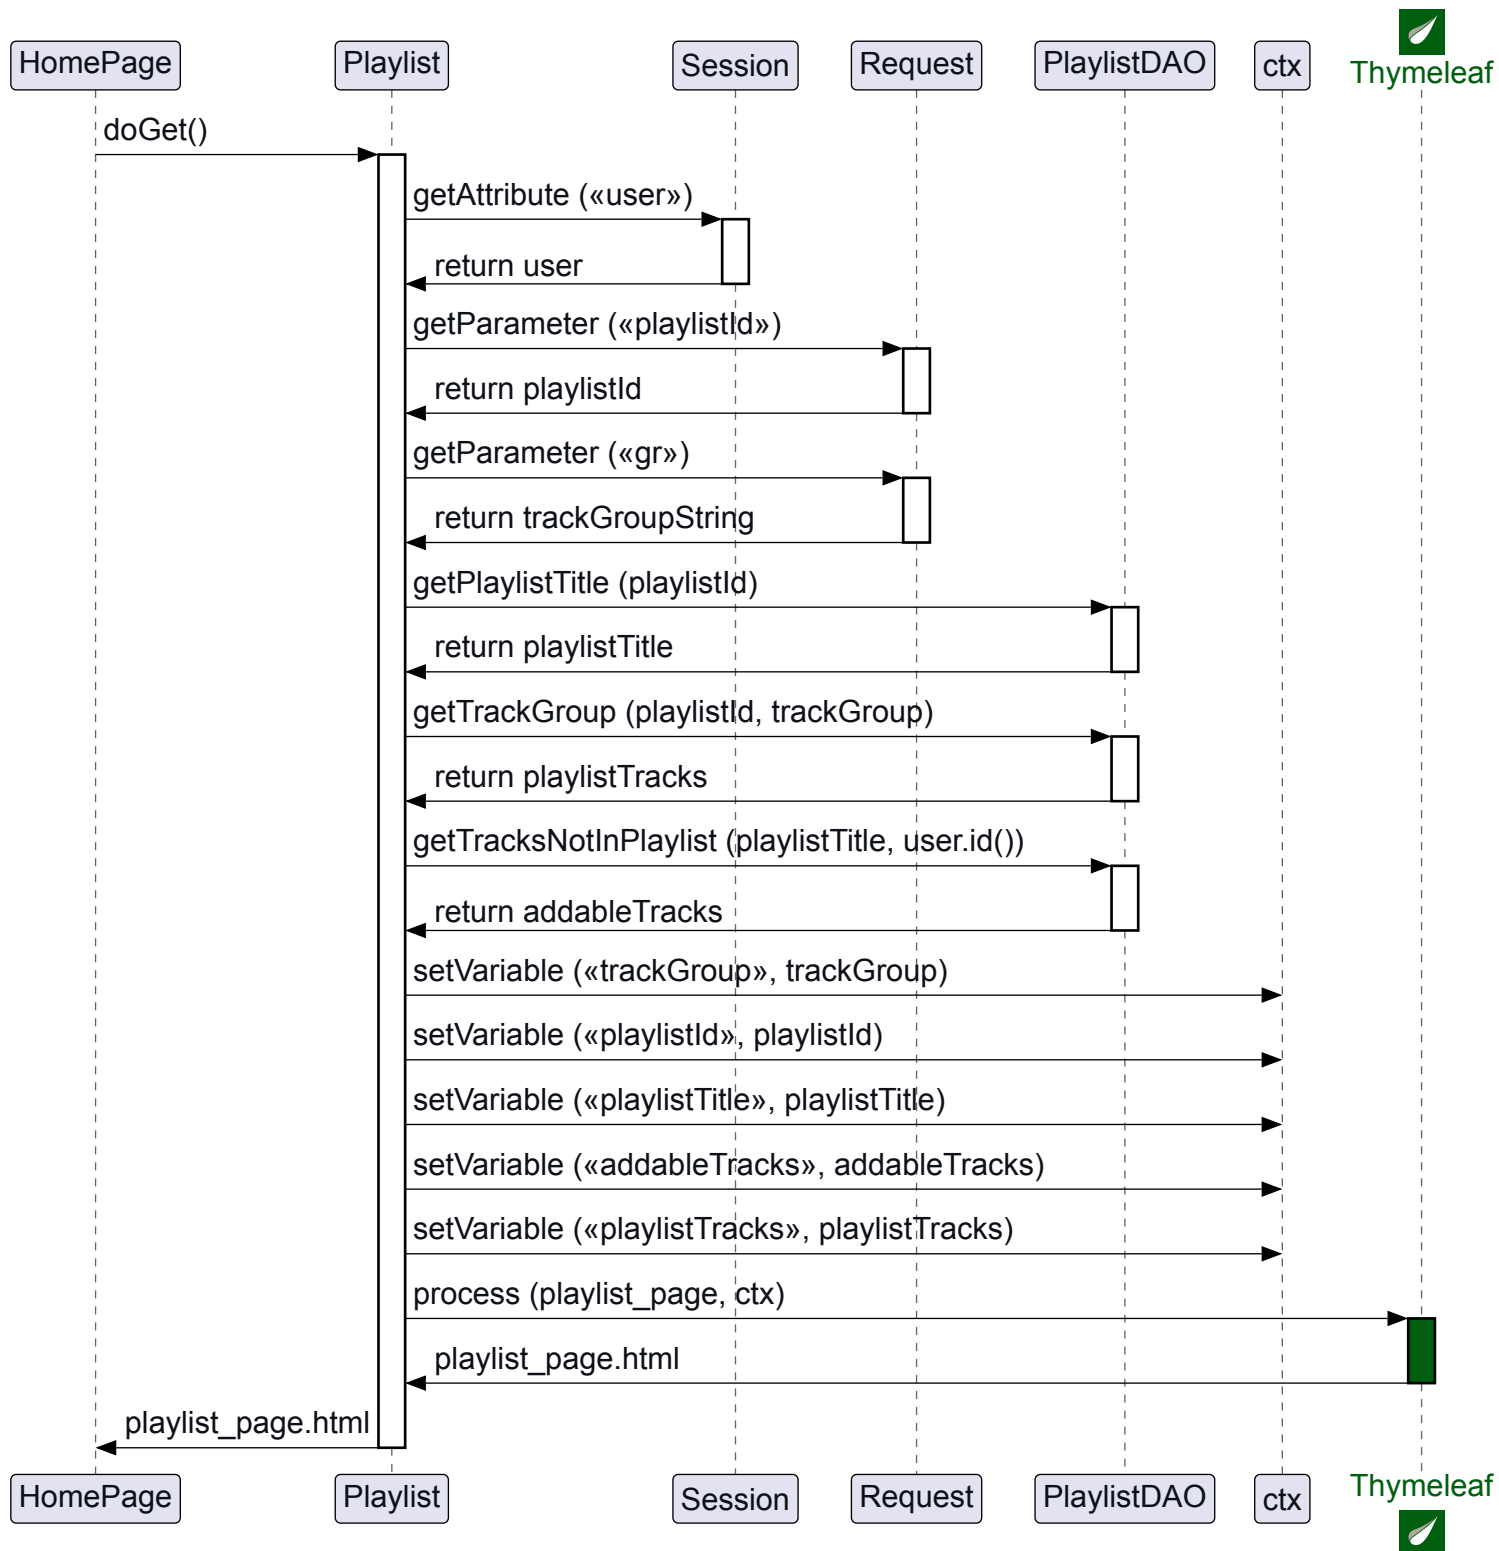 HomePage
Playlist
Session
Request
PlaylistDAO
ctx
Thymeleaf
doGet()
getAttribute («user»)
return user
getParameter («playlistId»)
return playlistId
getParameter («gr»)
return trackGroupString
getPlaylistTitle (playlistId)
return playlistTitle
getTrackGroup (playlistId, trackGroup)
return playlistTracks
getTracksNotInPlaylist (playlistTitle, user.id())
return addableTracks
setVariable («trackGroup», trackGroup)
setVariable («playlistId», playlistId)
setVariable («playlistTitle», playlistTitle)
setVariable («addableTracks», addableTracks)
setVariable («playlistTracks», playlistTracks)
process (playlist_page, ctx)
playlist_page.html
playlist_page.html
HomePage
Playlist
Session
Request
PlaylistDAO
ctx
Thymeleaf